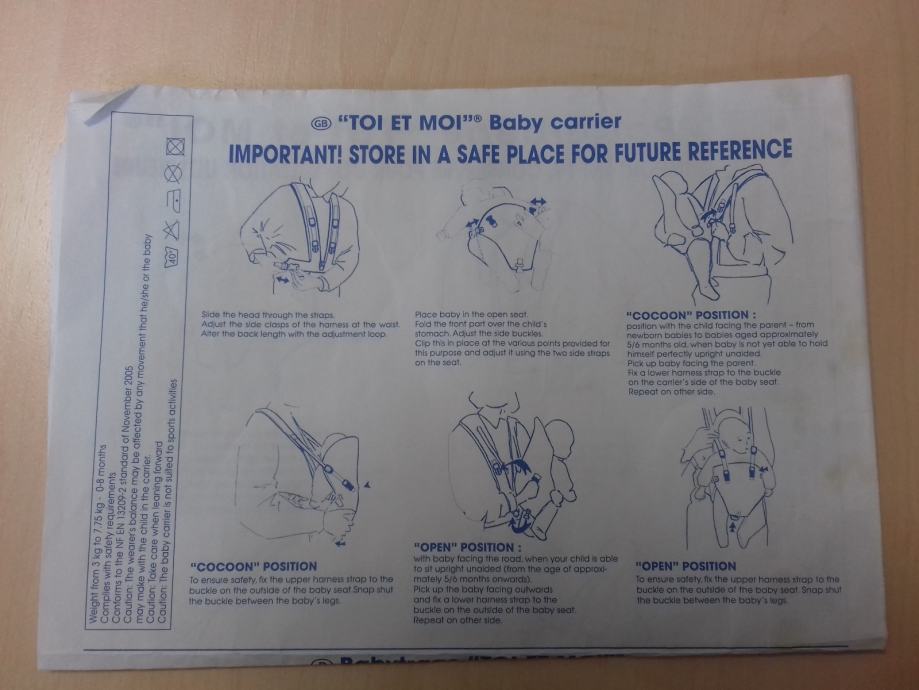 GB "TOI ET MOI"® Baby carrier
IMPORTANT! STORE IN A SAFE PLACE FOR FUTURE REFERENCE
Slide the head through the straps.
Adjust the side clasps of the harness at the waist.
Alter the back length with the adjustment loop.
Place baby in the open seat.
Fold the front part over the child's
stomach. Adjust the side buckles.
Clip this in place at the various points provided for
this purpose and adjust it using the two side straps
on the seat.
"COCOON" POSITION :
position with the child facing the parent – from
newborn babies to babies aged approximately
5/6 months old, when baby is not yet able to hold
himself perfectly upright unaided.
Pick up baby facing the parent.
Fix a lower harness strap to the buckle
on the carrier's side of the baby seat.
Repeat on other side.
"COCOON" POSITION
To ensure safety, fix the upper harness strap to the
buckle on the outside of the baby seat. Snap shut
the buckle between the baby's legs.
"OPEN" POSITION :
with baby facing the road, when your child is able
to sit upright unaided (from the age of approxi-
mately 5/6 months onwards).
Pick up the baby facing outwards
and fix a lower harness strap to the
buckle on the outside of the baby seat.
Repeat on other side.
"OPEN" POSITION
To ensure safety, fix the upper harness strap to the
buckle on the outside of the baby seat. Snap shut
the buckle between the baby's legs.
Weight from 3 kg to 7.75 kg - 0-8 months
Complies with safety requirements
Conforms to the NF EN 13209-2 standard of November 2005
Caution: The wearer's balance may be affected by any movement that he/she or the baby
may make with the child in the carrier.
Caution: Take care when leaning forward
Caution: The baby carrier is not suited to sports activities
40°
"TOI ET MOI"